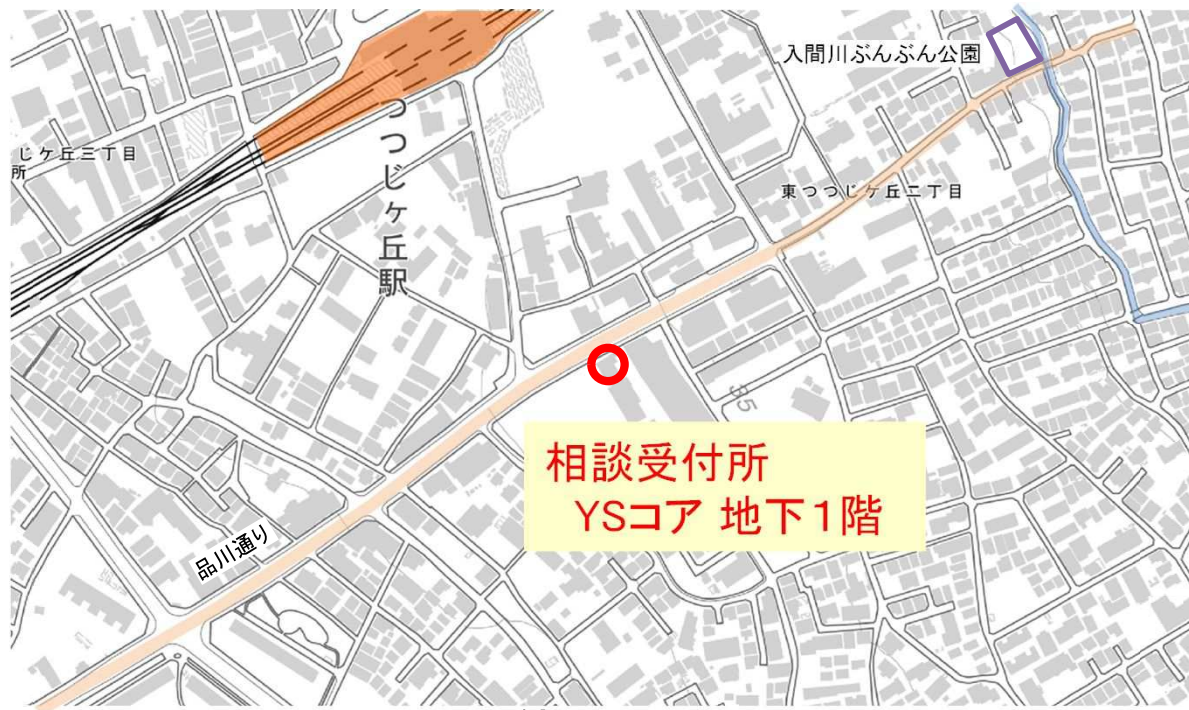 入間川ぶんぶん公園
じケ丘三丁目
所
つつじヶ丘駅
東つつじケ丘二丁目
35
相談受付所
YSコア 地下1階
品川通り